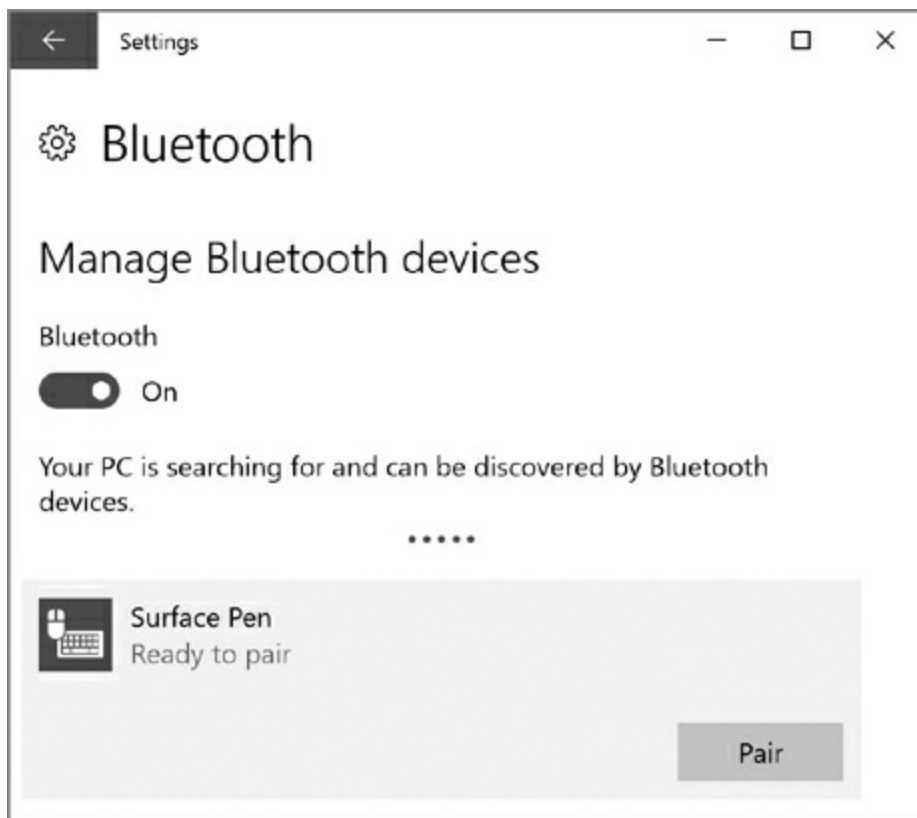 Settings
Bluetooth
Manage Bluetooth devices
Bluetooth
On
Your PC is searching for and can be discovered by Bluetooth
devices.
Surface Pen
Ready to pair
Pair